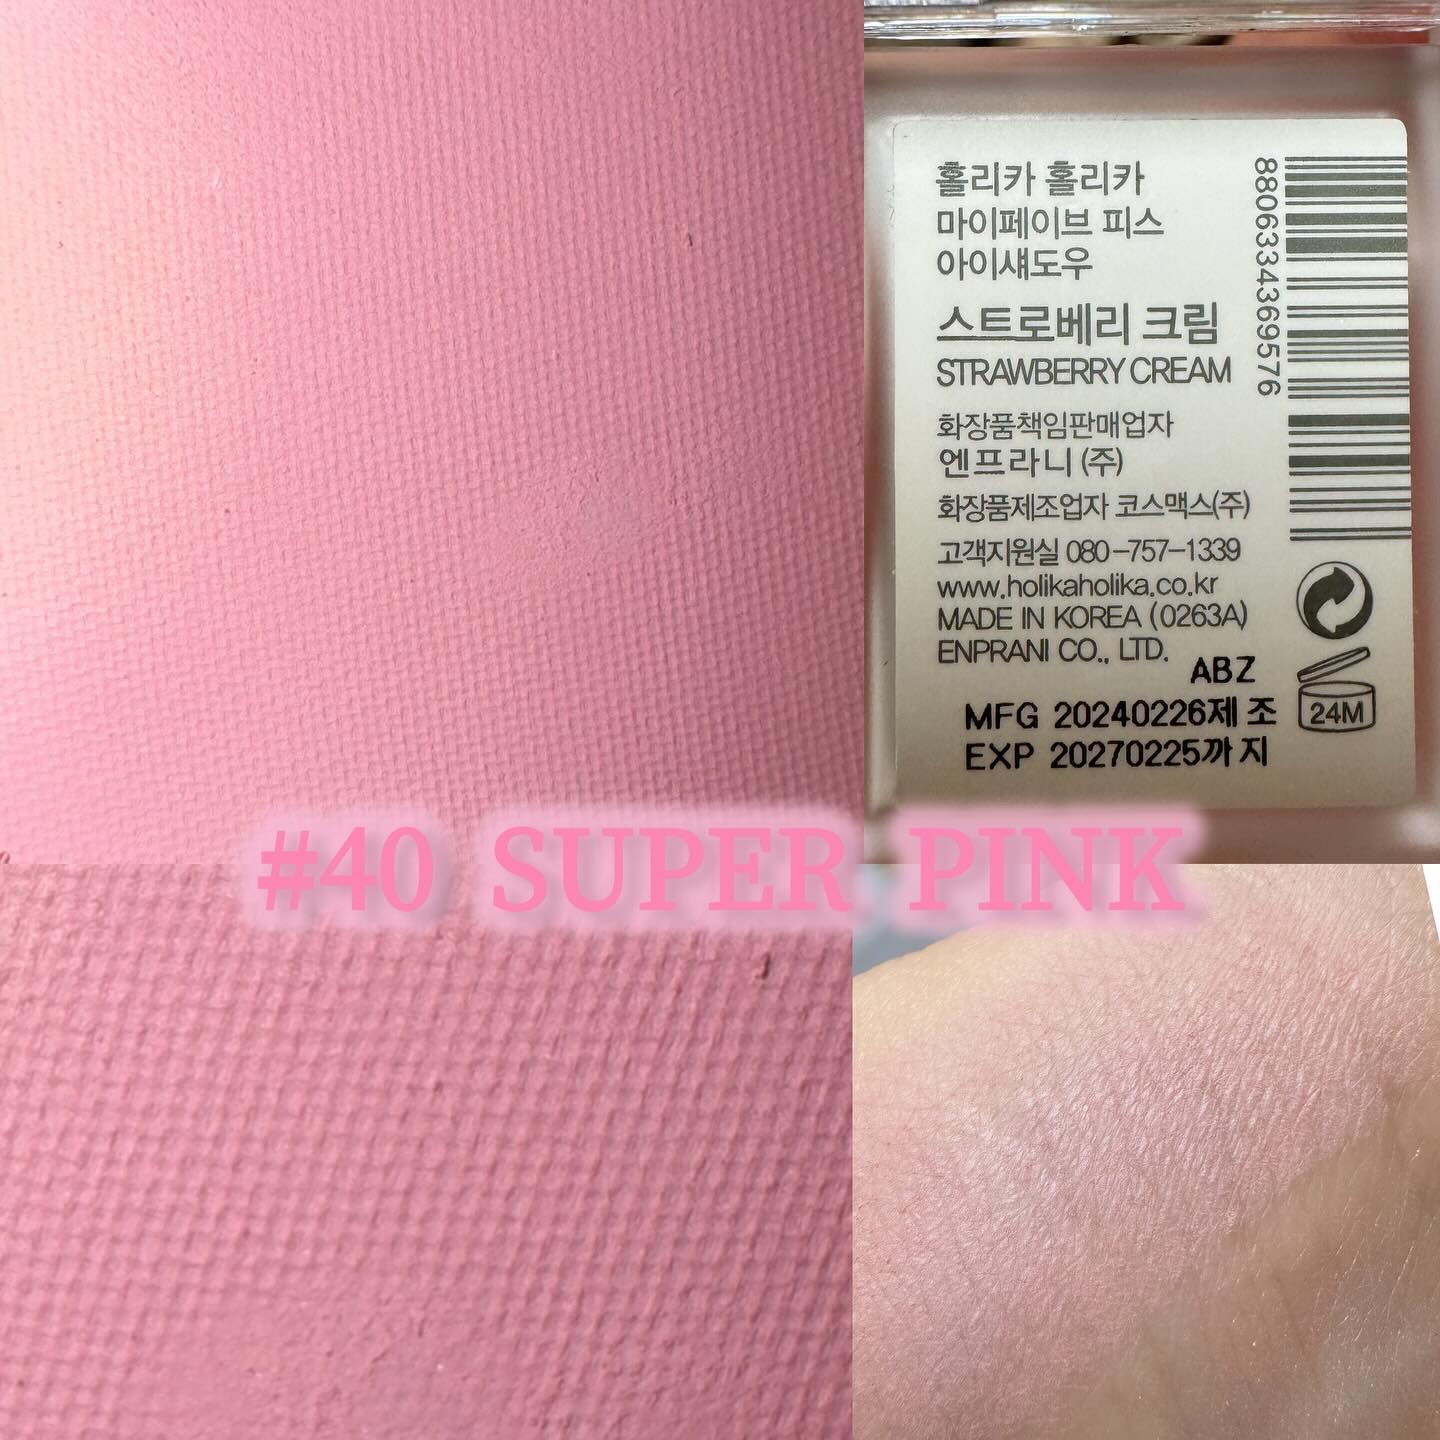 홀리카 홀리카
마이페이브 피스
아이섀도우
스트로베리 크림
STRAWBERRY CREAM
화장품책임판매업자
엔프라니 (주)
화장품제조업자 코스맥스(주)
고객지원실 080-757-1339
www.holikaholika.co.kr
MADE IN KOREA (0263A)
ENPRANI CO., LTD.
ABZ
MFG 20240226제 조
EXP 20270225까 지
8806334369576
24M
#40 SUPER PINK